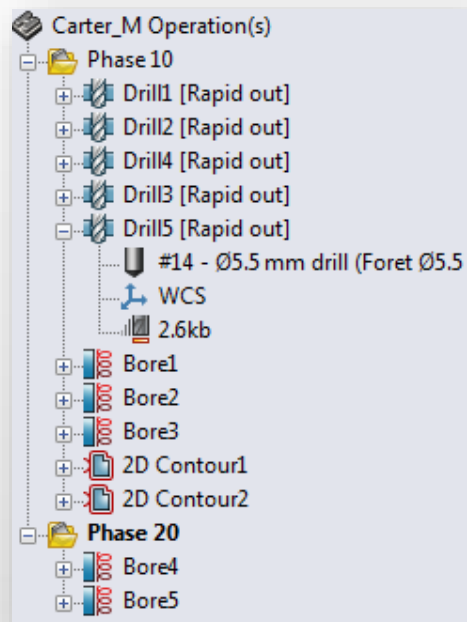 Carter_M Operation(s)
Phase 10
Drill1 [Rapid out]
Drill2 [Rapid out]
Drill4 [Rapid out]
Drill3 [Rapid out]
Drill5 [Rapid out]
#14 - Ø5.5 mm drill (Foret Ø5.5
WCS
2.6kb
Bore1
Bore2
Bore3
2D Contour1
2D Contour2
Phase 20
Bore4
Bore5